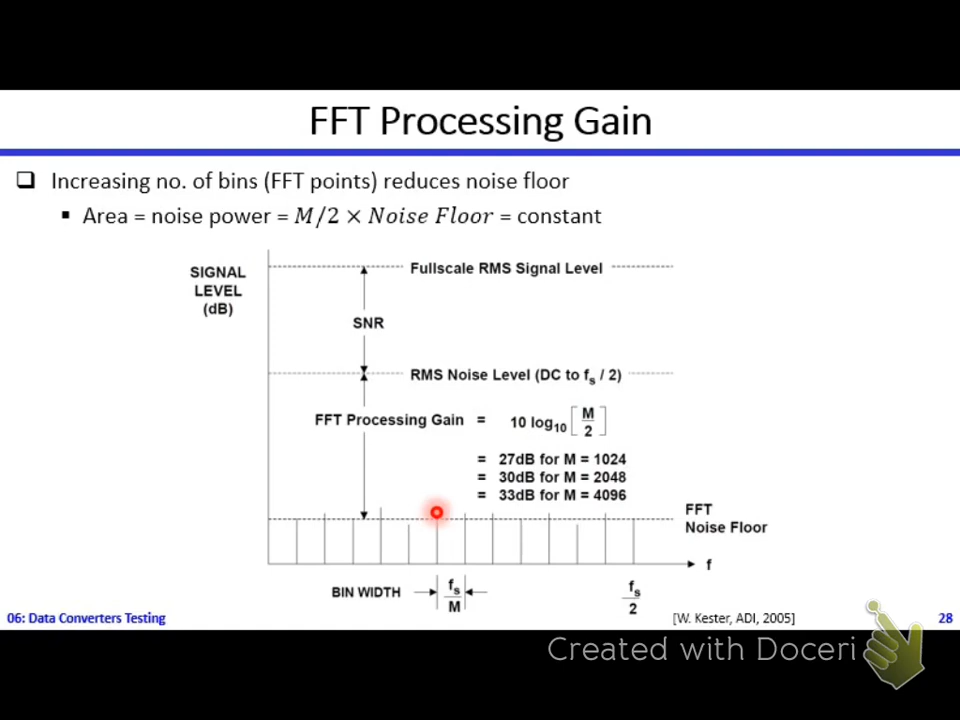 FFT Processing Gain
❑ Increasing no. of bins (FFT points) reduces noise floor
▪ Area = noise power = 𝑀/2 × 𝑁𝑜𝑖𝑠𝑒 𝐹𝑙𝑜𝑜𝑟 = constant
SIGNAL
LEVEL
(dB)
Fullscale RMS Signal Level
SNR
RMS Noise Level (DC to fs / 2)
FFT Processing Gain = 10 log10 [M/2]
= 27dB for M = 1024
= 30dB for M = 2048
= 33dB for M = 4096
FFT
Noise Floor
f
BIN WIDTH
fs
M
fs
2
06: Data Converters Testing
[W. Kester, ADI, 2005]
28
Created with Doceri